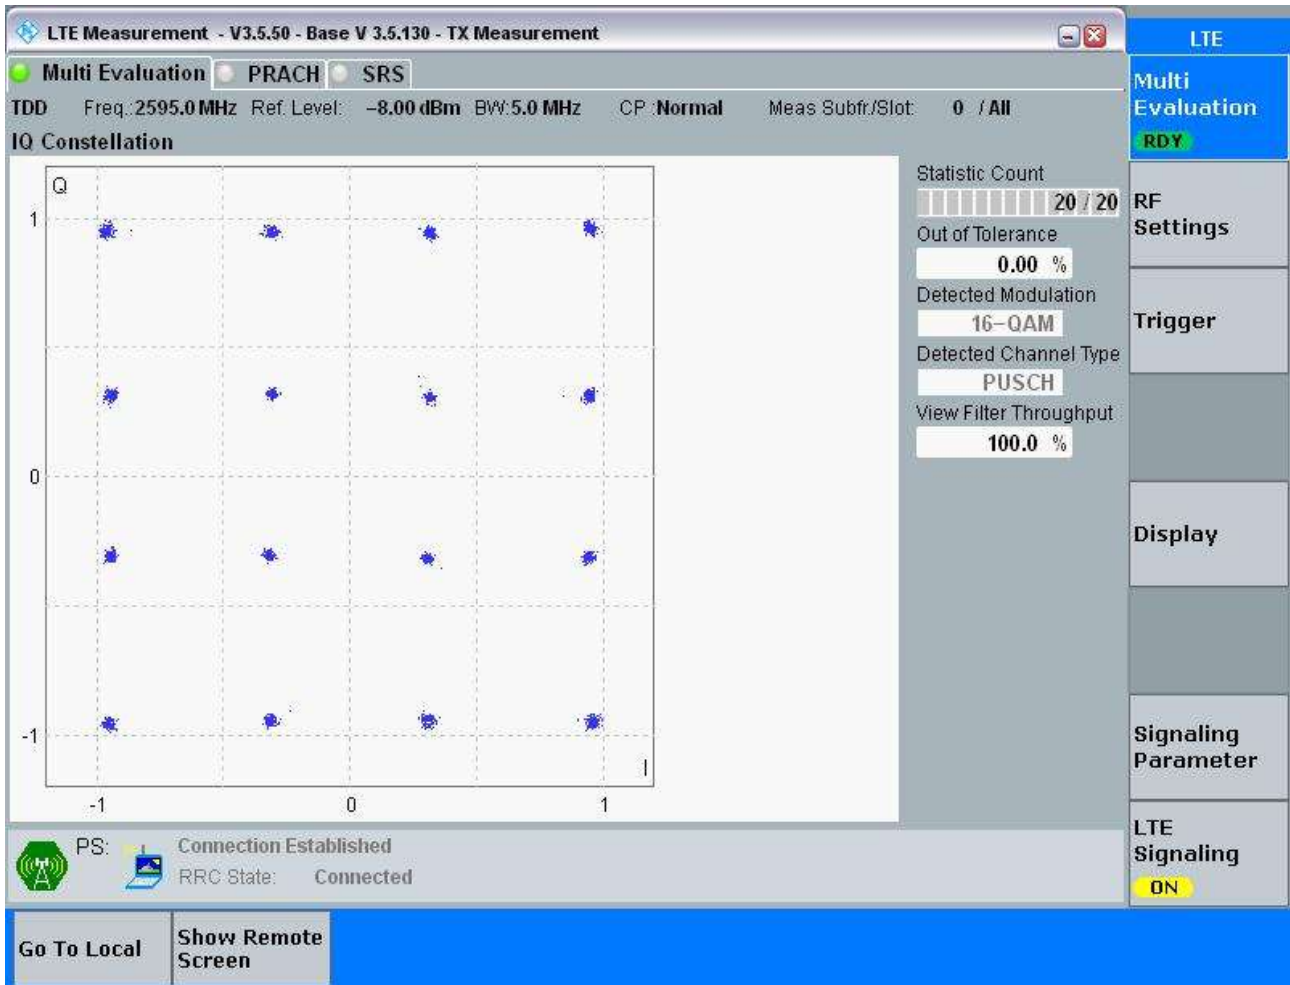 LTE Measurement - V3.5.50 - Base V 3.5.130 - TX Measurement
LTE
Multi Evaluation PRACH SRS
TDD Freq.:2595.0 MHz Ref. Level: −8.00 dBm BW:5.0 MHz CP :Normal Meas Subfr./Slot: 0 / All
IQ Constellation
Q
1
0
-1
I
-1 0 1
Statistic Count
20 / 20
Out of Tolerance
0.00 %
Detected Modulation
16−QAM
Detected Channel Type
PUSCH
View Filter Throughput
100.0 %
Multi
Evaluation
RDY
RF
Settings
Trigger
Display
Signaling
Parameter
LTE
Signaling
ON
PS: Connection Established
RRC State: Connected
Go To Local
Show Remote
Screen